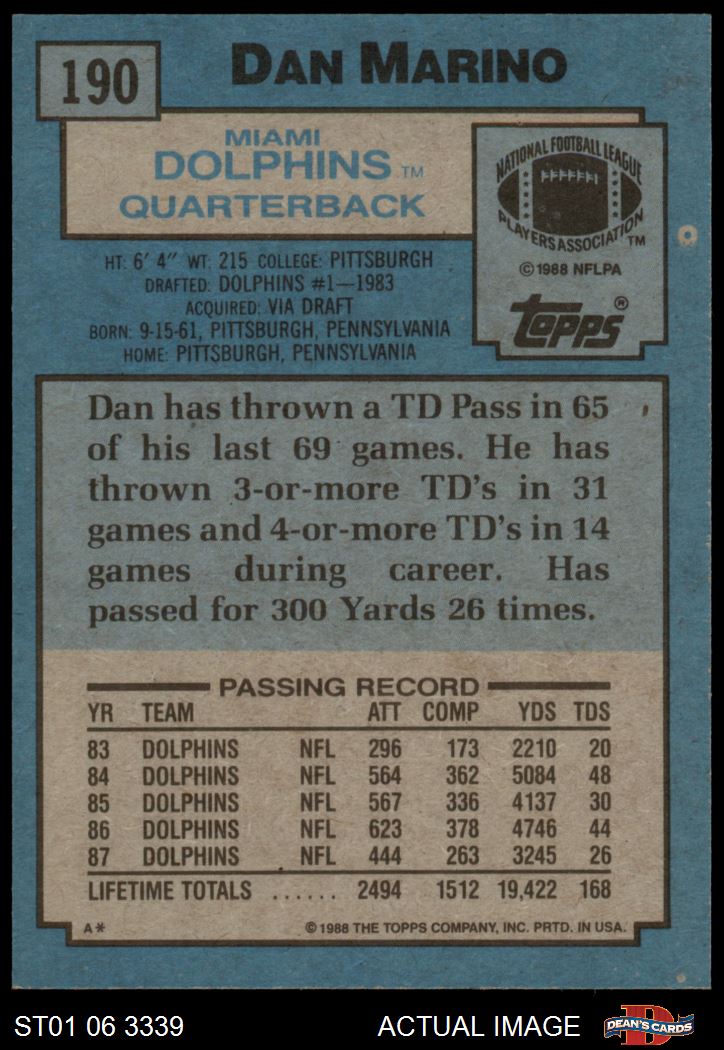 190
DAN MARINO
MIAMI
DOLPHINS TM
QUARTERBACK
NATIONAL FOOTBALL LEAGUE
PLAYERS ASSOCIATION TM
© 1988 NFLPA
topps®
HT: 6' 4" WT: 215 COLLEGE: PITTSBURGH
DRAFTED: DOLPHINS #1—1983
ACQUIRED: VIA DRAFT
BORN: 9-15-61, PITTSBURGH, PENNSYLVANIA
HOME: PITTSBURGH, PENNSYLVANIA
Dan has thrown a TD Pass in 65
of his last 69 games. He has
thrown 3-or-more TD's in 31
games and 4-or-more TD's in 14
games during career. Has
passed for 300 Yards 26 times.
PASSING RECORD
YR TEAM ATT COMP YDS TDS
83 DOLPHINS NFL 296 173 2210 20
84 DOLPHINS NFL 564 362 5084 48
85 DOLPHINS NFL 567 336 4137 30
86 DOLPHINS NFL 623 378 4746 44
87 DOLPHINS NFL 444 263 3245 26
LIFETIME TOTALS ...... 2494 1512 19,422 168
A* © 1988 THE TOPPS COMPANY, INC. PRTD. IN USA.
ST01 06 3339 ACTUAL IMAGE D DEAN'S CARDS